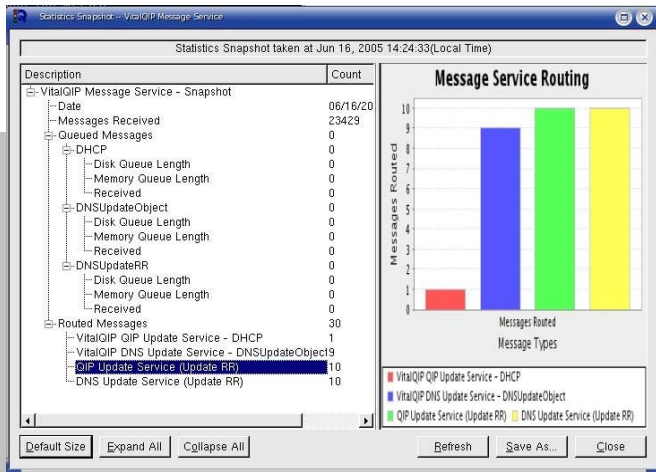 Statistics Snapshot -- VitalQIP Message Service
Statistics Snapshot taken at Jun 16, 2005 14:24:33(Local Time)
Description Count
VitalQIP Message Service - Snapshot
Date 06/16/20
Messages Received 23429
Queued Messages 0
DHCP 0
Disk Queue Length 0
Memory Queue Length 0
Received 0
DNSUpdateObject 0
Disk Queue Length 0
Memory Queue Length 0
Received 0
DNSUpdateRR 0
Disk Queue Length 0
Memory Queue Length 0
Received 0
Routed Messages 30
VitalQIP QIP Update Service - DHCP 1
VitalQIP DNS Update Service - DNSUpdateObject 9
QIP Update Service (Update RR) 10
DNS Update Service (Update RR) 10
Message Service Routing
Messages Routed
10
9
8
7
6
5
4
3
2
1
0
Messages Routed
Message Types
VitalQIP QIP Update Service - DHCP
VitalQIP DNS Update Service - DNSUpdateObject
QIP Update Service (Update RR) DNS Update Service (Update RR)
Default Size Expand All Collapse All Refresh Save As... Close